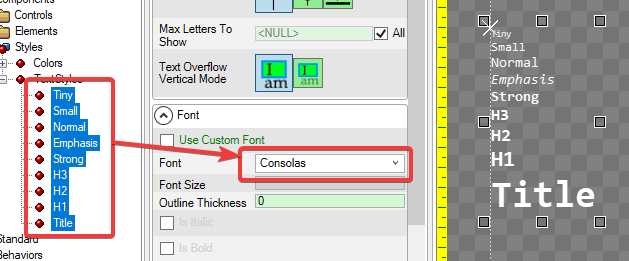 Components
Controls
Elements
Styles
Colors
TextStyles
Tiny
Small
Normal
Emphasis
Strong
H3
H2
H1
Title
Standard
Behaviors
Max Letters To
Show
<NULL>
All
Text Overflow
Vertical Mode
I
am
I
am
Font
Use Custom Font
Font
Consolas
Font Size
Outline Thickness
0
Is Italic
Is Bold
Tiny
Small
Normal
Emphasis
Strong
H3
H2
H1
Title